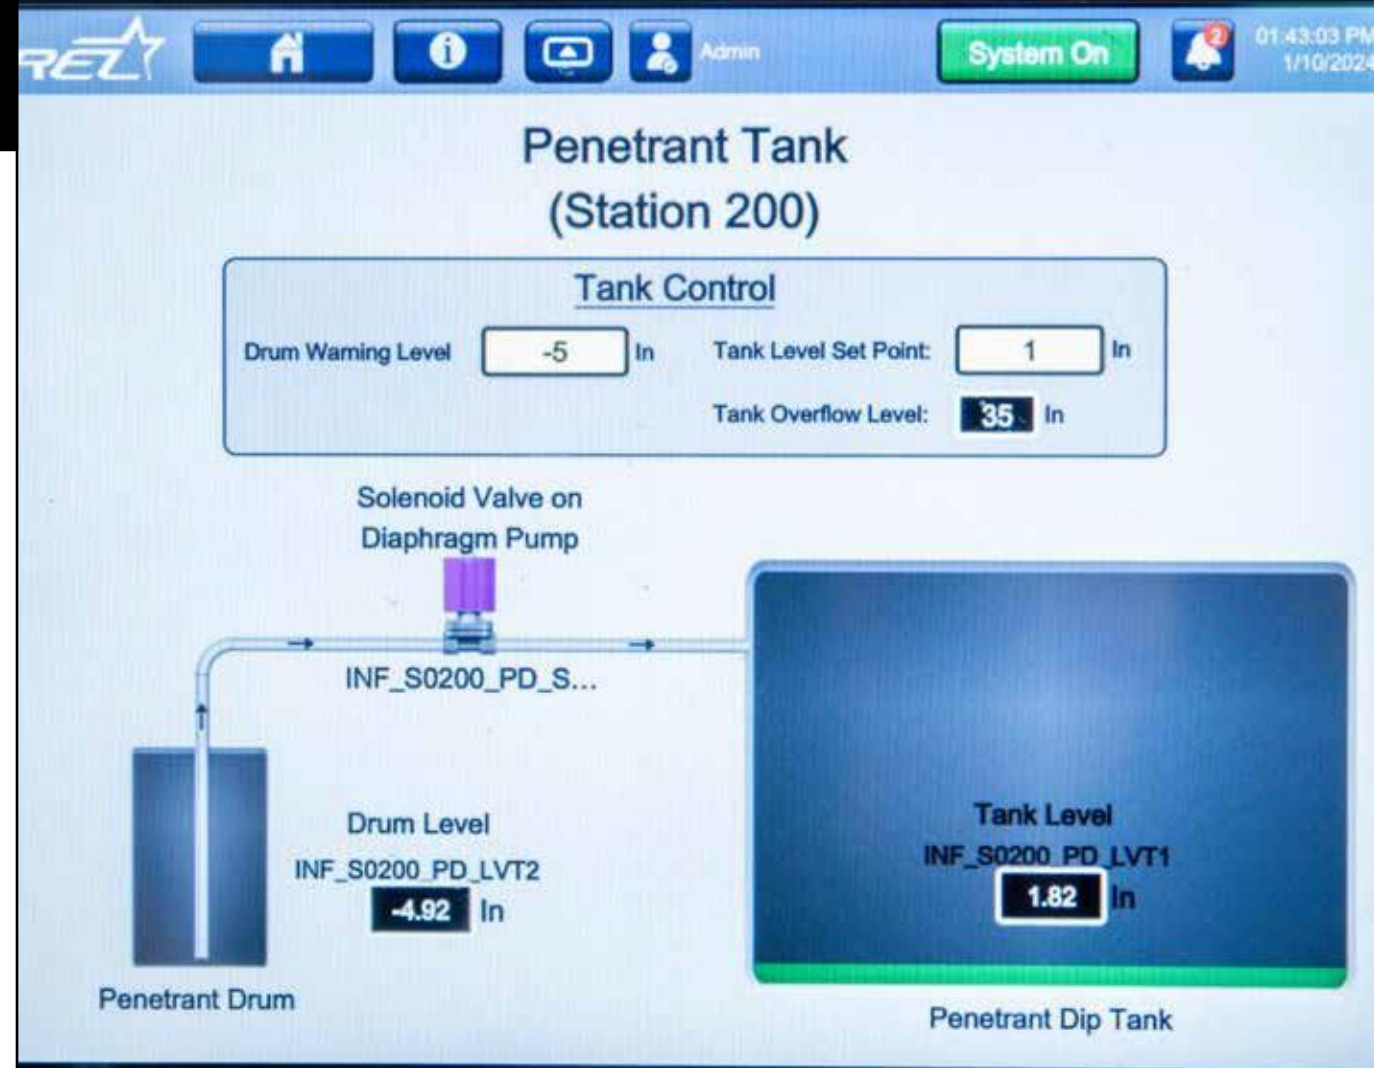 Admin
System On
2
01:43:03 PM
1/10/2024
Penetrant Tank
(Station 200)
Tank Control
Drum Warning Level -5 In
Tank Level Set Point: 1 In
Tank Overflow Level: 35 In
Solenoid Valve on
Diaphragm Pump
INF_S0200_PD_S...
Drum Level
INF_S0200_PD_LVT2
-4.92 In
Penetrant Drum
Tank Level
INF_S0200_PD_LVT1
1.82 In
Penetrant Dip Tank